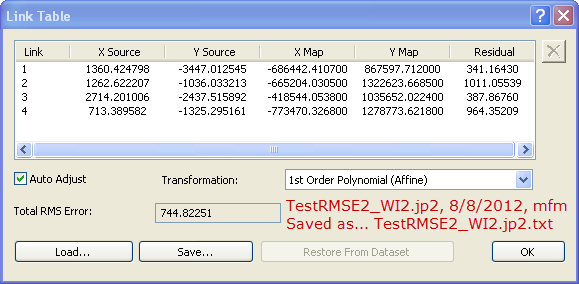 Link Table
Link X Source Y Source X Map Y Map Residual
1 1360.424798 -3447.012545 -686442.410700 867597.712000 341.16430
2 1262.622207 -1036.033213 -665204.030500 1322623.668500 1011.05539
3 2714.201006 -2437.515892 -418544.053800 1035652.022400 387.86760
4 713.389582 -1325.295161 -773470.326800 1278773.621800 964.35209
Auto Adjust Transformation: 1st Order Polynomial (Affine)
Total RMS Error: 744.82251
TestRMSE2_WI2.jp2, 8/8/2012, mfm
Saved as... TestRMSE2_WI2.jp2.txt
Load... Save... Restore From Dataset OK